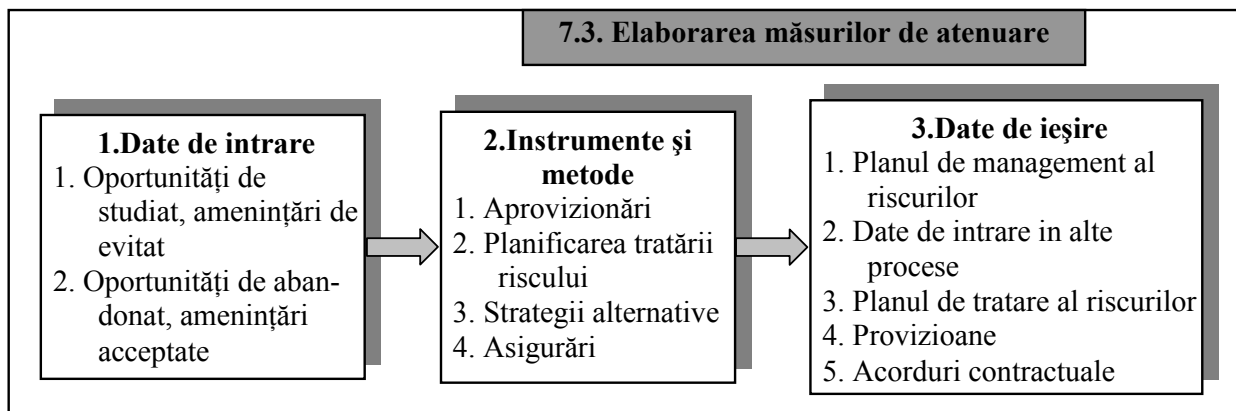 7.3. Elaborarea măsurilor de atenuare
1.Date de intrare
1. Oportunități de
studiat, amenințări de
evitat
2. Oportunități de aban-
donat, amenințări
acceptate
2.Instrumente şi
metode
1. Aprovizionări
2. Planificarea tratării
riscului
3. Strategii alternative
4. Asigurări
3.Date de ieşire
1. Planul de management al
riscurilor
2. Date de intrare in alte
procese
3. Planul de tratare al riscurilor
4. Provizioane
5. Acorduri contractuale